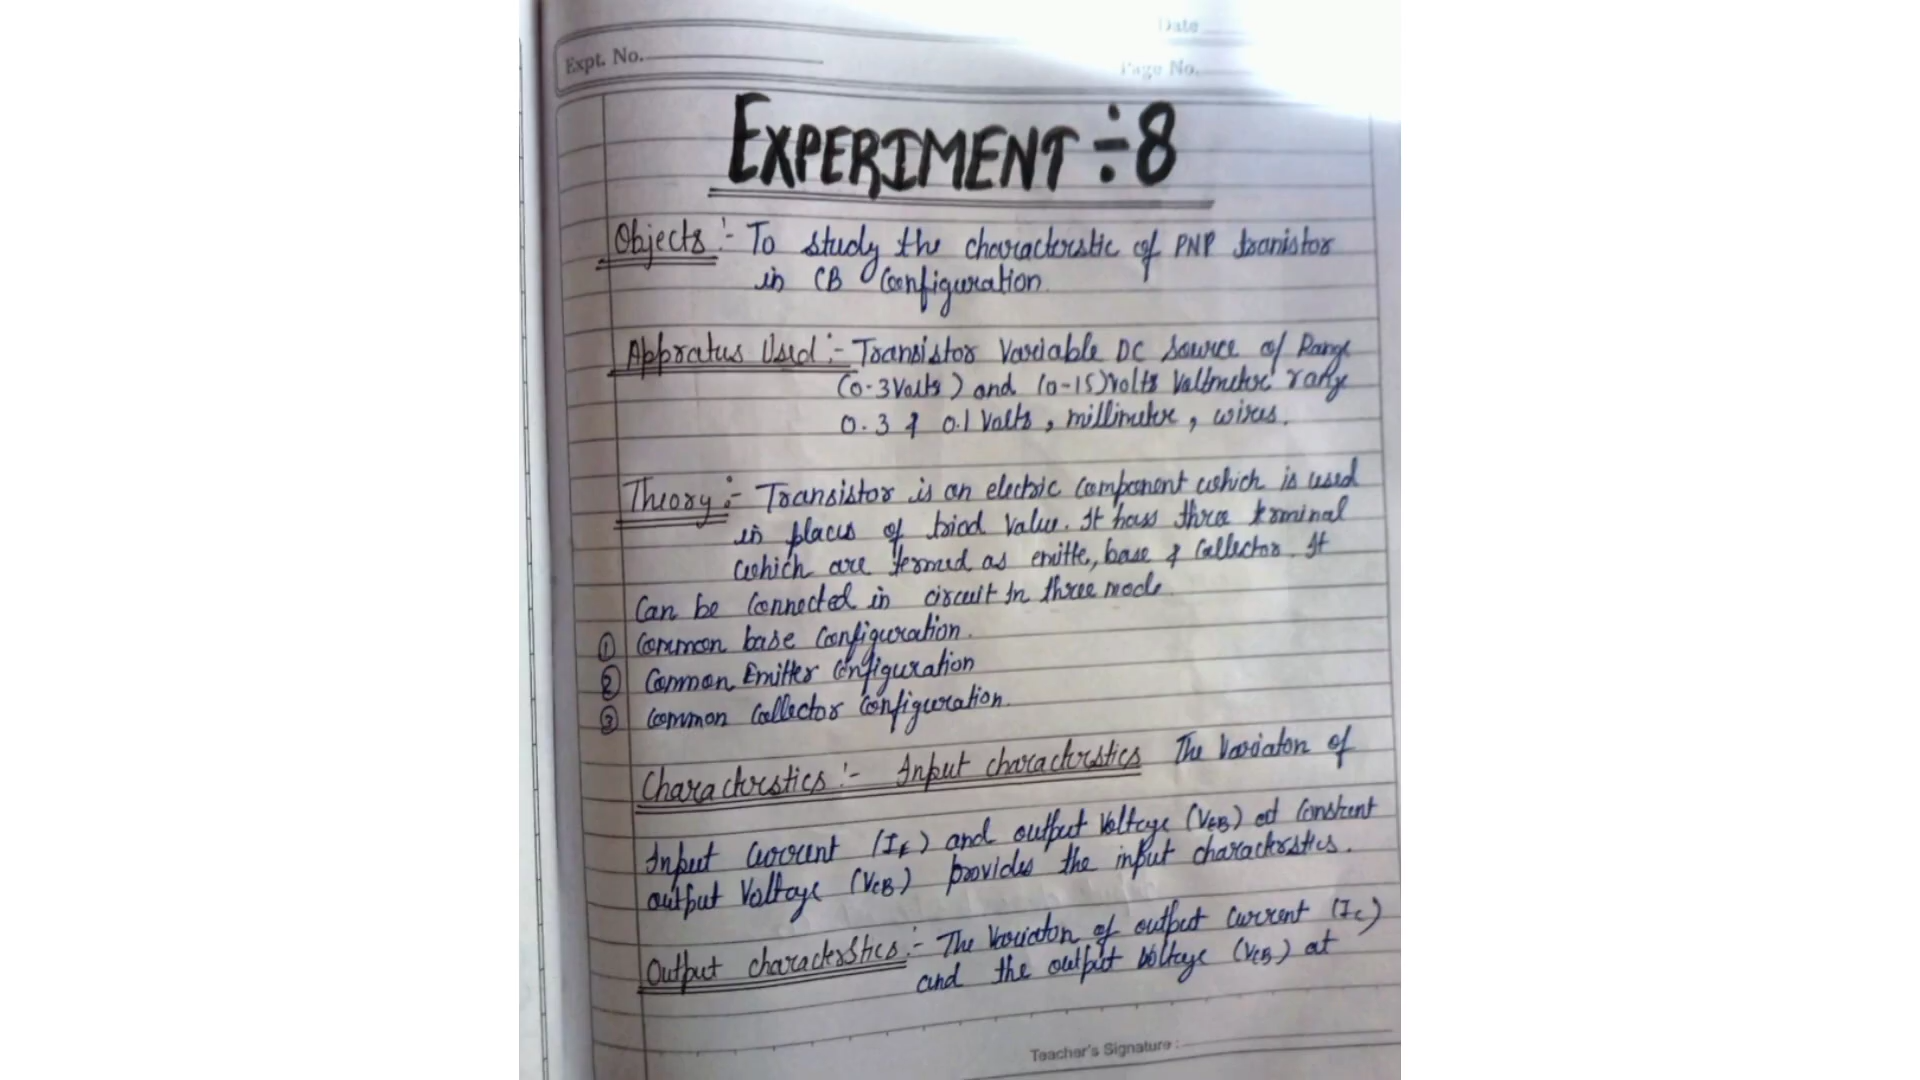 Date
Expt. No.
Page No.
EXPERIMENT ÷ 8
Objects :- To study the characterstic of PNP tranistor
in CB Configuration.
Appratus Used :- Transistor Variable DC Source of Range
(0-3 Volts) and (0-15) volts Voltmeter range
0.3 & 0.1 Volts, millimeter, wires.
Theory :- Transistor is an electric Component which is used
in places of triod Value. It hass three terminal
which are termed as emitte, base & Collector. It
Can be Connected in circuit In three mode
① Common base Configuration.
② Common Emitter Configuration
③ Common Collector Configuration.
Characterstics :- Input characterstics The Variaton of
Input Current (IE) and output Voltage (VEB) at Constent
output Voltage (VCB) provides the input characterstics.
Output characterstics :- The Variaton of output Current (Ic)
and the output Voltage (VCB) at
Teacher's Signature :